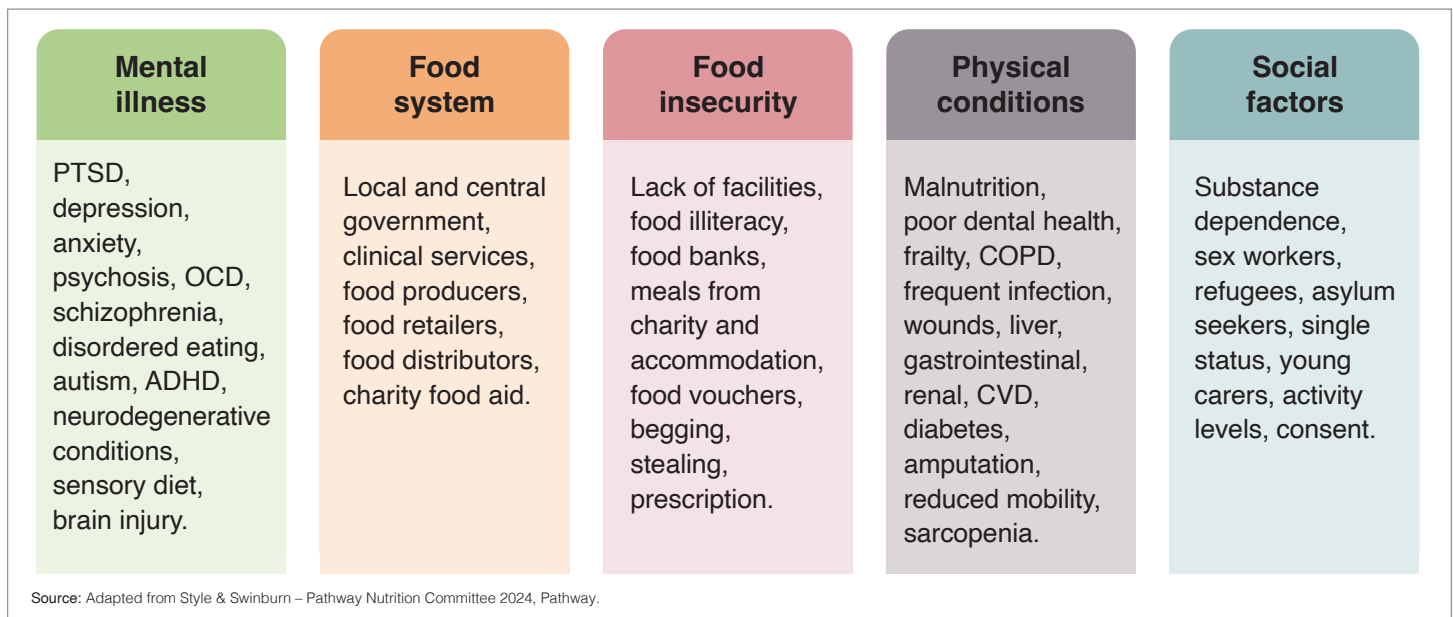 Mental
illness
PTSD,
depression,
anxiety,
psychosis, OCD,
schizophrenia,
disordered eating,
autism, ADHD,
neurodegenerative
conditions,
sensory diet,
brain injury.
Food
system
Local and central
government,
clinical services,
food producers,
food retailers,
food distributors,
charity food aid.
Food
insecurity
Lack of facilities,
food illiteracy,
food banks,
meals from
charity and
accommodation,
food vouchers,
begging,
stealing,
prescription.
Physical
conditions
Malnutrition,
poor dental health,
frailty, COPD,
frequent infection,
wounds, liver,
gastrointestinal,
renal, CVD,
diabetes,
amputation,
reduced mobility,
sarcopenia.
Social
factors
Substance
dependence,
sex workers,
refugees, asylum
seekers, single
status, young
carers, activity
levels, consent.
Source: Adapted from Style & Swinburn – Pathway Nutrition Committee 2024, Pathway.